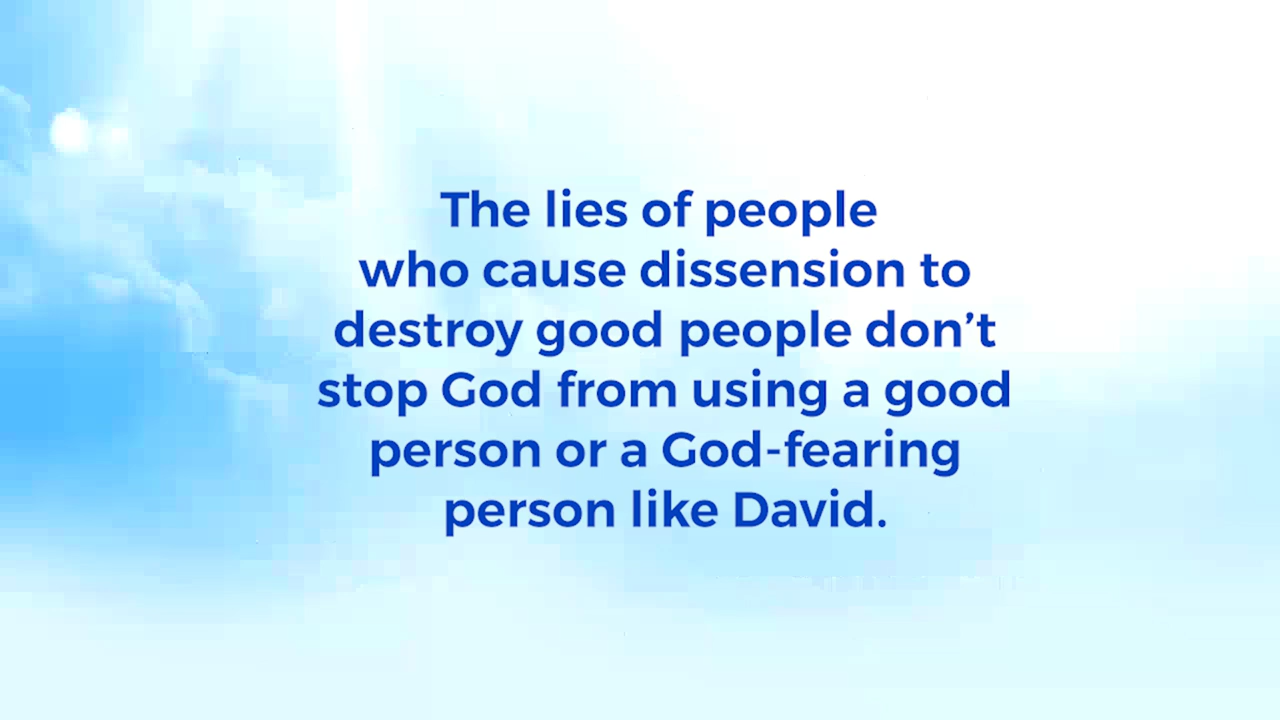 The lies of people
who cause dissension to
destroy good people don’t
stop God from using a good
person or a God-fearing
person like David.